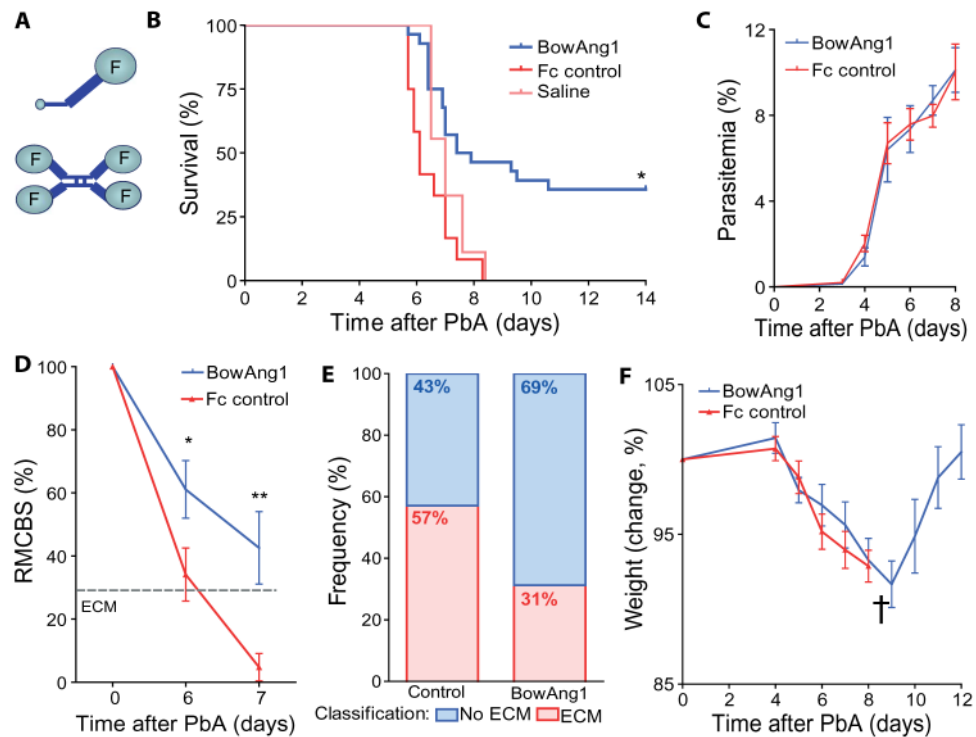 A
F
F
F
F
F
B
Survival (%)
100
75
50
25
0
BowAng1
Fc control
Saline
*
0 2 4 6 8 10 12 14
Time after PbA (days)
C
Parasitemia (%)
12
8
4
0
BowAng1
Fc control
0 2 4 6 8
Time after PbA (days)
D
RMCBS (%)
100
80
60
40
20
0
BowAng1
Fc control
*
**
ECM
0 6 7
Time after PbA (days)
E
Frequency (%)
100
80
60
40
20
0
43%
57%
69%
31%
Control BowAng1
Classification: No ECM ECM
F
Weight (change, %)
105
95
85
BowAng1
Fc control
†
0 2 4 6 8 10 12
Time after PbA (days)